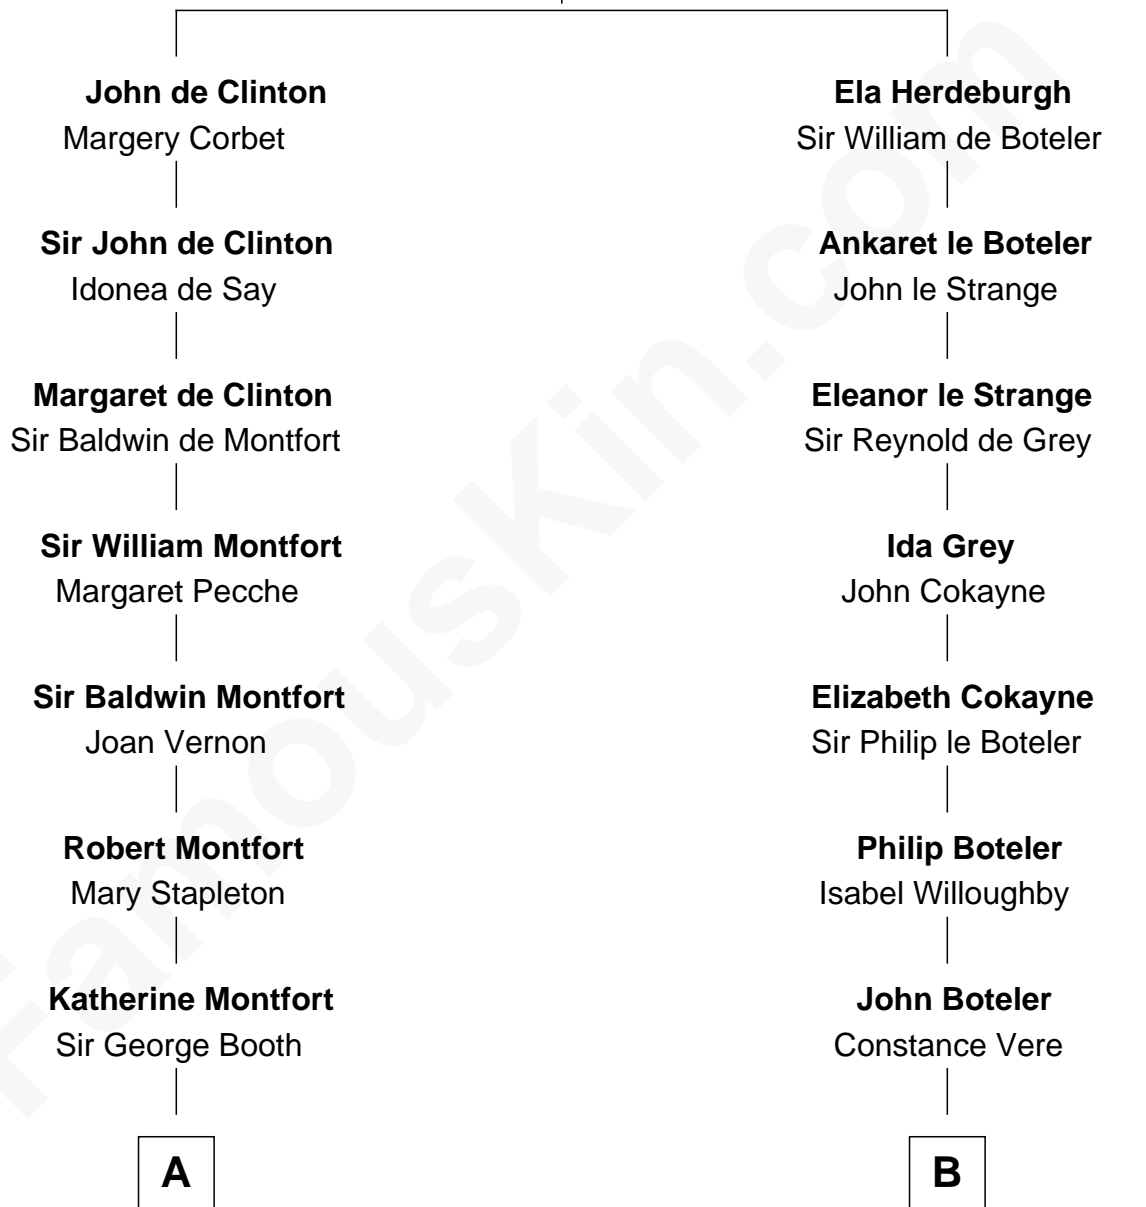 John de Clinton
Margery Corbet
Sir John de Clinton
Idonea de Say
Margaret de Clinton
Sir Baldwin de Montfort
Sir William Montfort
Margaret Pecche
Sir Baldwin Montfort
Joan Vernon
Robert Montfort
Mary Stapleton
Katherine Montfort
Sir George Booth
A
Ela Herdeburgh
Sir William de Boteler
Ankaret le Boteler
John le Strange
Eleanor le Strange
Sir Reynold de Grey
Ida Grey
John Cokayne
Elizabeth Cokayne
Sir Philip le Boteler
Philip Boteler
Isabel Willoughby
John Boteler
Constance Vere
B
FamousKin.com